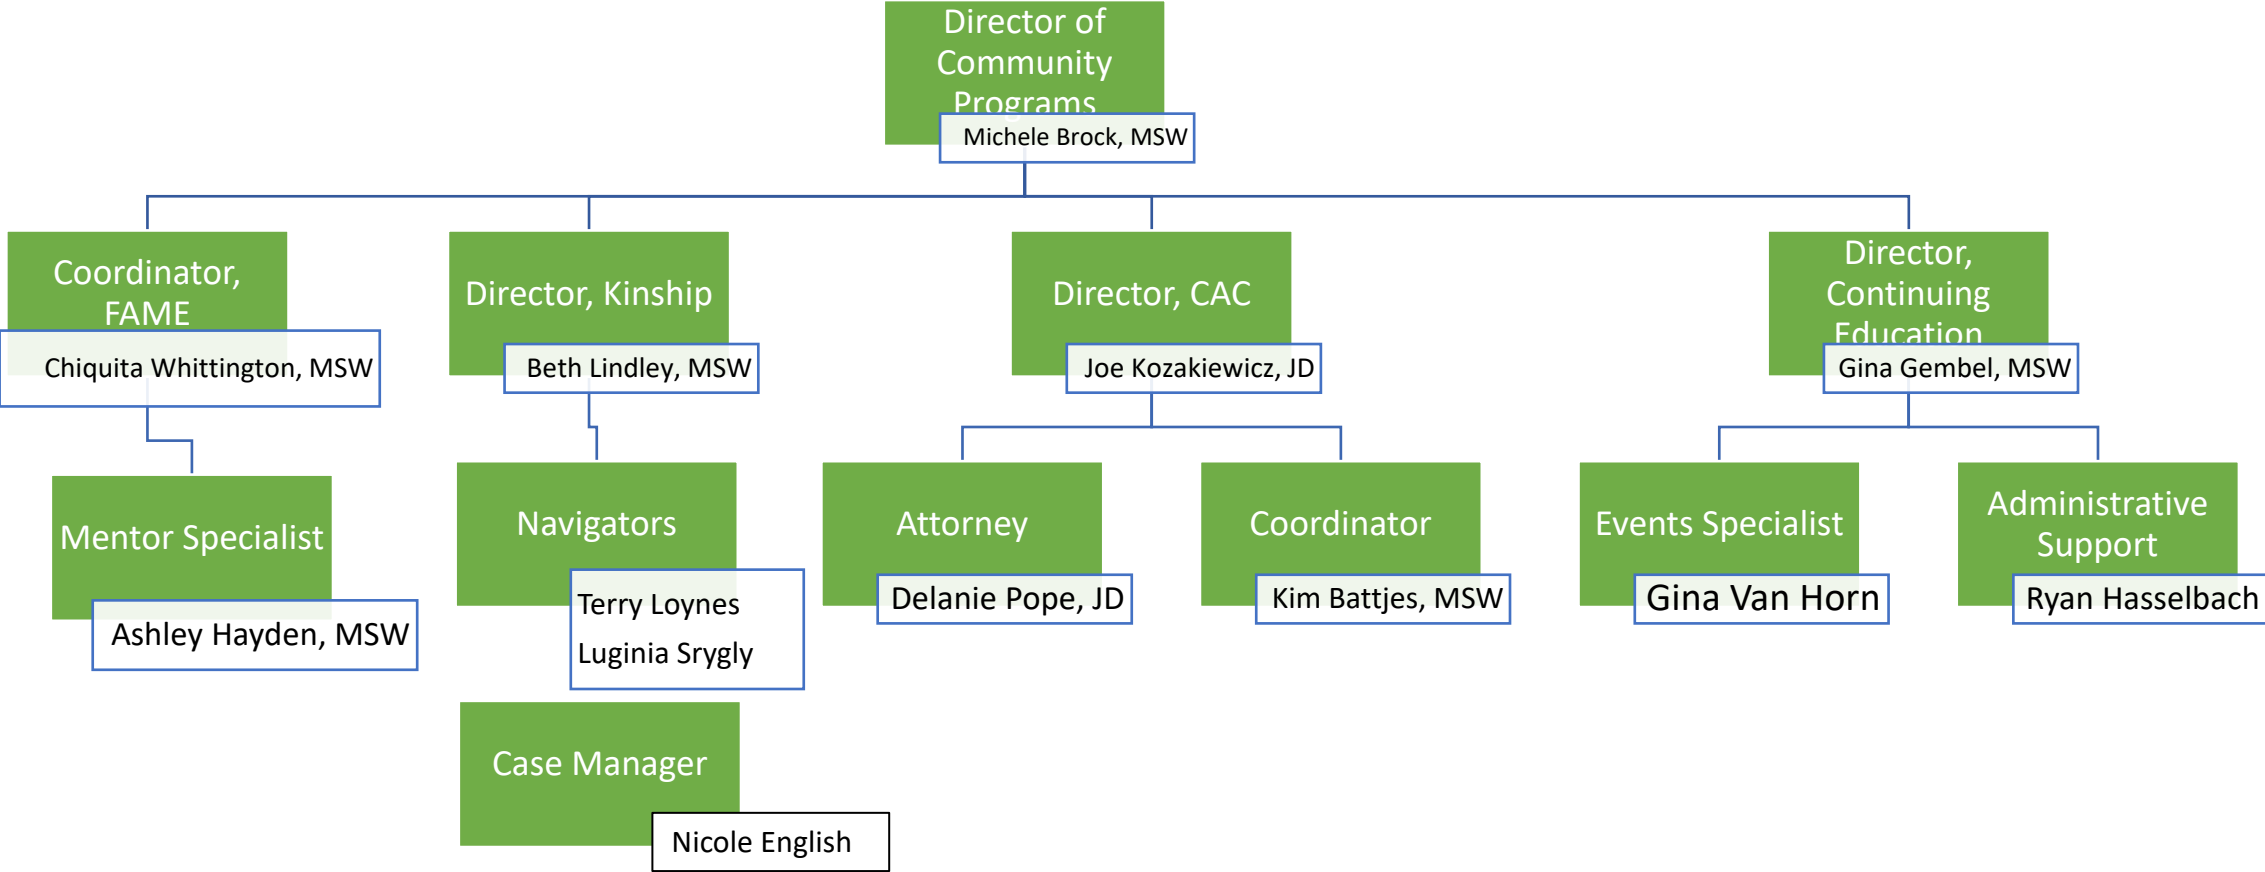 Director of
Community
Programs
Michele Brock, MSW
Coordinator,
FAME
Chiquita Whittington, MSW
Director, Kinship
Beth Lindley, MSW
Director, CAC
Joe Kozakiewicz, JD
Director,
Continuing
Education
Gina Gembel, MSW
Mentor Specialist
Ashley Hayden, MSW
Navigators
Terry Loynes
Luginia Srygly
Attorney
Delanie Pope, JD
Coordinator
Kim Battjes, MSW
Events Specialist
Gina Van Horn
Administrative
Support
Ryan Hasselbach
Case Manager
Nicole English